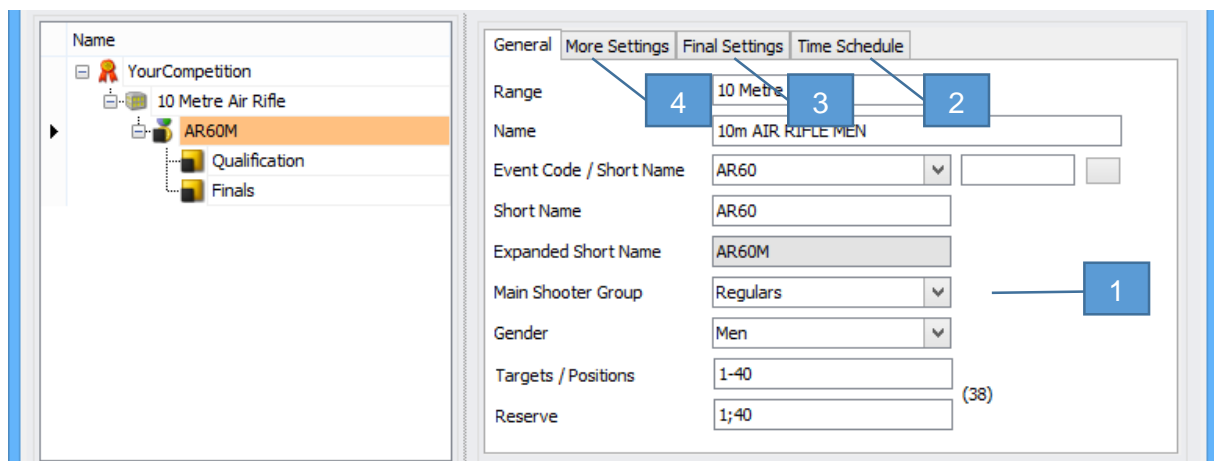 Name
YourCompetition
10 Metre Air Rifle
AR60M
Qualification
Finals
General More Settings Final Settings Time Schedule
Range 10 Metre
4 3 2
Name 10m AIR RIFLE MEN
Event Code / Short Name AR60
Short Name AR60
Expanded Short Name AR60M
Main Shooter Group Regulars
1
Gender Men
Targets / Positions 1-40
(38)
Reserve 1;40